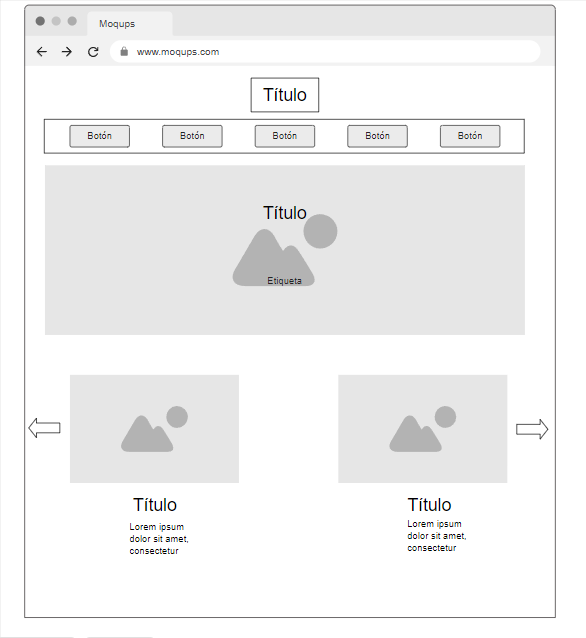 Moqups
www.moqups.com
Título
Botón Botón Botón Botón Botón
Título
Etiqueta
Título
Lorem ipsum
dolor sit amet,
consectetur
Título
Lorem ipsum
dolor sit amet,
consectetur